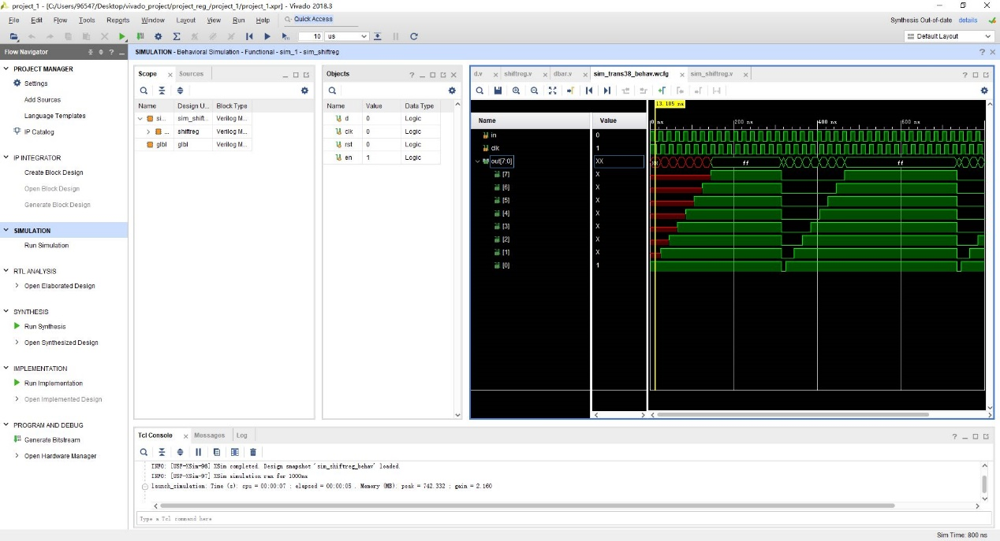 project_1 - [C:/Users/96547/Desktop/vivado_project/project_reg_/project_1/project_1.xpr] - Vivado 2018.3
File Edit Flow Tools Reports Window Layout View Run Help Quick Access
Synthesis Out-of-date details
10 us Default Layout
Flow Navigator
SIMULATION - Behavioral Simulation - Functional - sim_1 - sim_shiftreg
PROJECT MANAGER
Settings
Add Sources
Language Templates
IP Catalog
IP INTEGRATOR
Create Block Design
Open Block Design
Generate Block Design
SIMULATION
Run Simulation
RTL ANALYSIS
Open Elaborated Design
SYNTHESIS
Run Synthesis
Open Synthesized Design
IMPLEMENTATION
Run Implementation
Open Implemented Design
PROGRAM AND DEBUG
Generate Bitstream
Open Hardware Manager
Scope Sources
Name Design U... Block Type
si... sim_shift... Verilog M...
... shiftreg Verilog M...
glbl glbl Verilog M...
Objects
Name Value Data Type
d 0 Logic
clk 0 Logic
rst 0 Logic
en 1 Logic
d.v shiftreg.v dbar.v sim_trans38_behav.wcfg sim_shiftreg.v
13.185 ns
Name Value
0 ns 200 ns 400 ns 600 ns
in 0
clk 1
out[7:0] XX ff ff
[7] X
[6] X
[5] X
[4] X
[3] X
[2] X
[1] X
[0] 1
Tcl Console Messages Log
INFO: [USF-XSim-96] XSim completed. Design snapshot 'sim_shiftreg_behav' loaded.
INFO: [USF-XSim-97] XSim simulation ran for 1000ns
launch_simulation: Time (s): cpu = 00:00:07 ; elapsed = 00:00:05 . Memory (MB): peak = 742.332 ; gain = 2.160
Type a Tcl command here
Sim Time: 800 ns